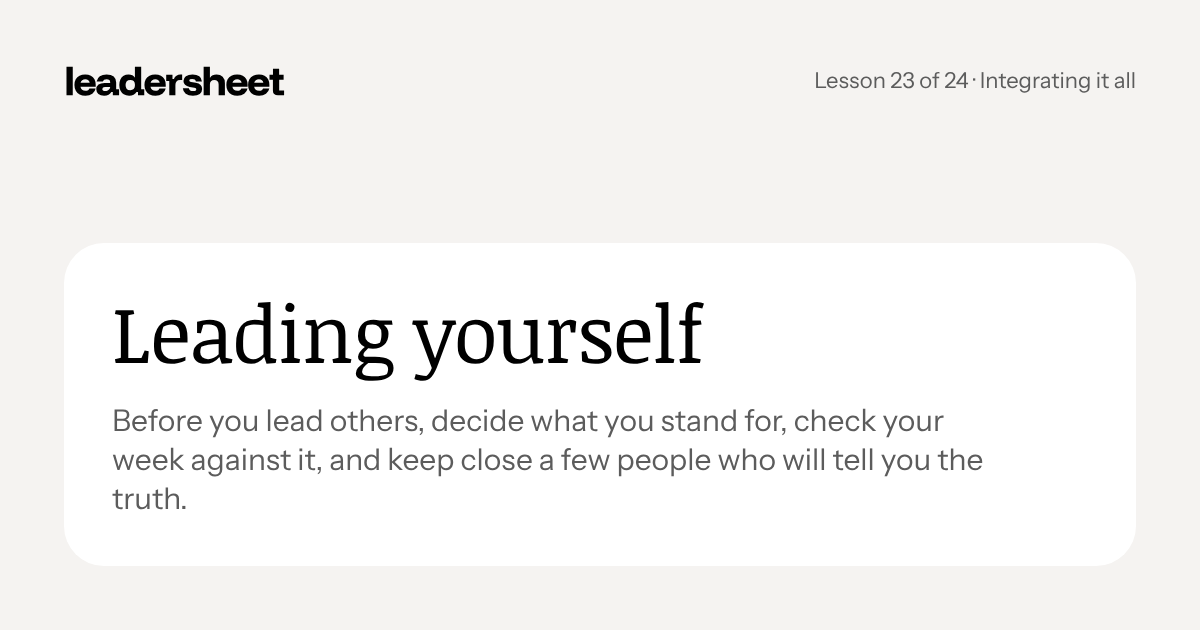 leadersheet
Lesson 23 of 24 · Integrating it all
Leading yourself
Before you lead others, decide what you stand for, check your
week against it, and keep close a few people who will tell you the
truth.